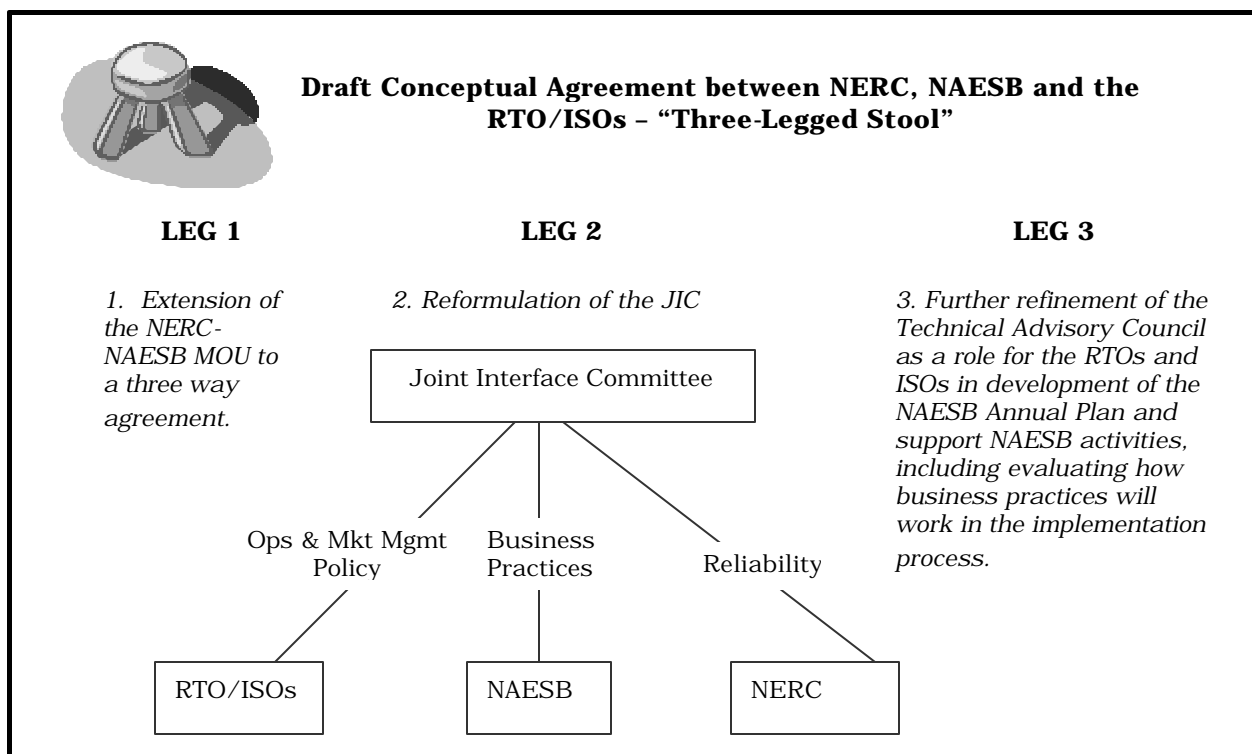 Draft Conceptual Agreement between NERC, NAESB and the
RTO/ISOs – “Three-Legged Stool”
LEG 1
1. Extension of
the NERC-
NAESB MOU to
a three way
agreement.
LEG 2
2. Reformulation of the JIC
Joint Interface Committee
Ops & Mkt Mgmt
Policy
Business
Practices
Reliability
RTO/ISOs
NAESB
NERC
LEG 3
3. Further refinement of the
Technical Advisory Council
as a role for the RTOs and
ISOs in development of the
NAESB Annual Plan and
support NAESB activities,
including evaluating how
business practices will
work in the implementation
process.